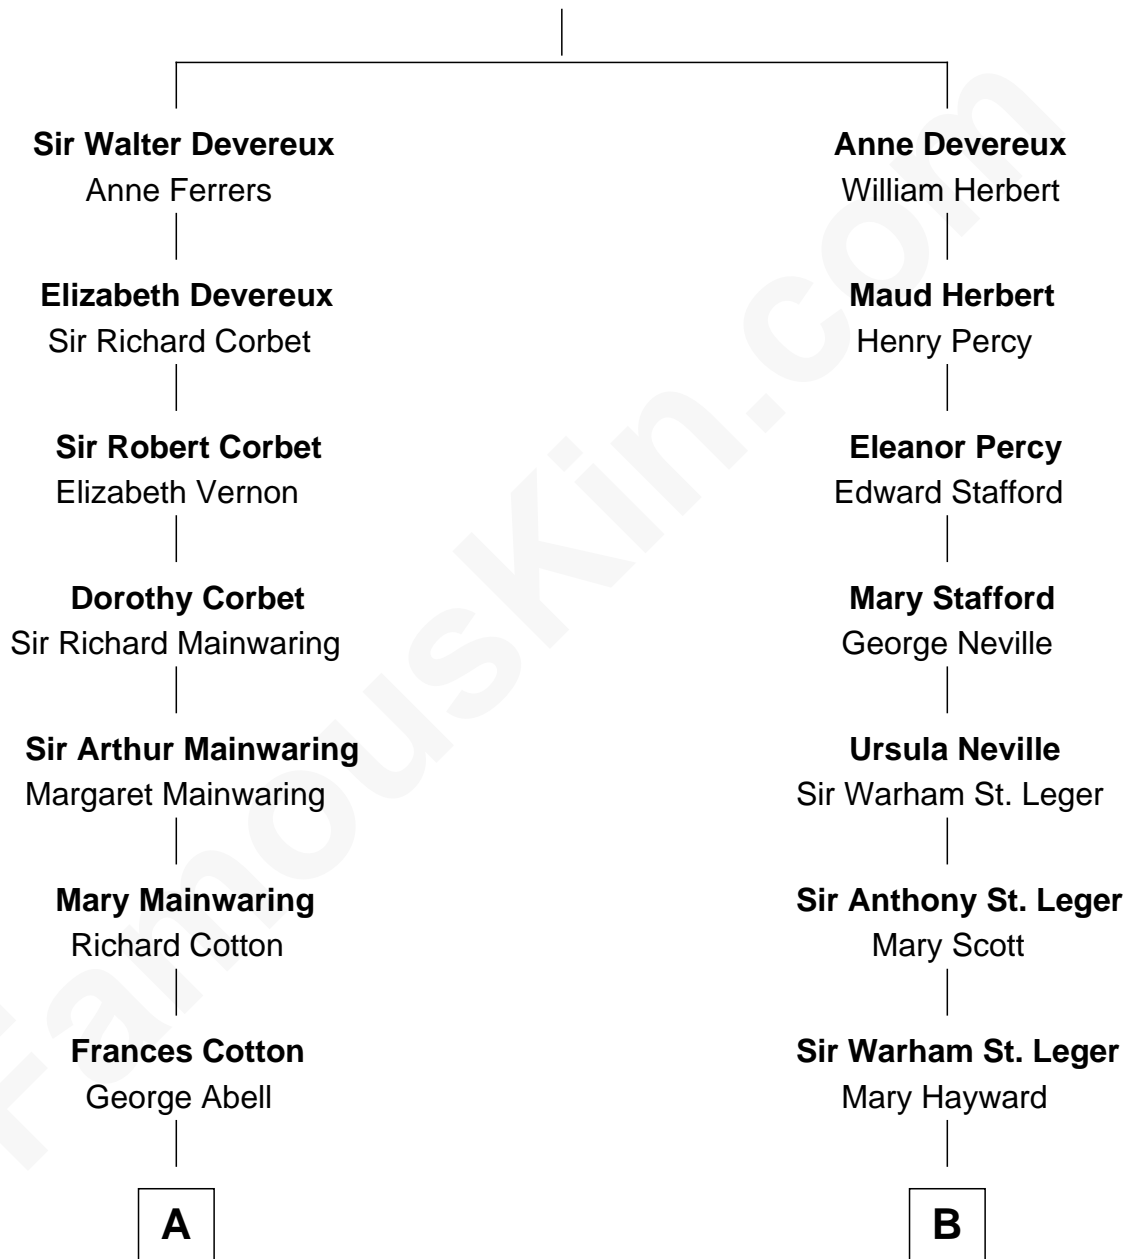 Sir Walter Devereux
Anne Ferrers
Anne Devereux
William Herbert
Elizabeth Devereux
Sir Richard Corbet
Maud Herbert
Henry Percy
Sir Robert Corbet
Elizabeth Vernon
Eleanor Percy
Edward Stafford
Dorothy Corbet
Sir Richard Mainwaring
Mary Stafford
George Neville
Sir Arthur Mainwaring
Margaret Mainwaring
Ursula Neville
Sir Warham St. Leger
Mary Mainwaring
Richard Cotton
Sir Anthony St. Leger
Mary Scott
Frances Cotton
George Abell
Sir Warham St. Leger
Mary Hayward
A
B
FamousKin.com